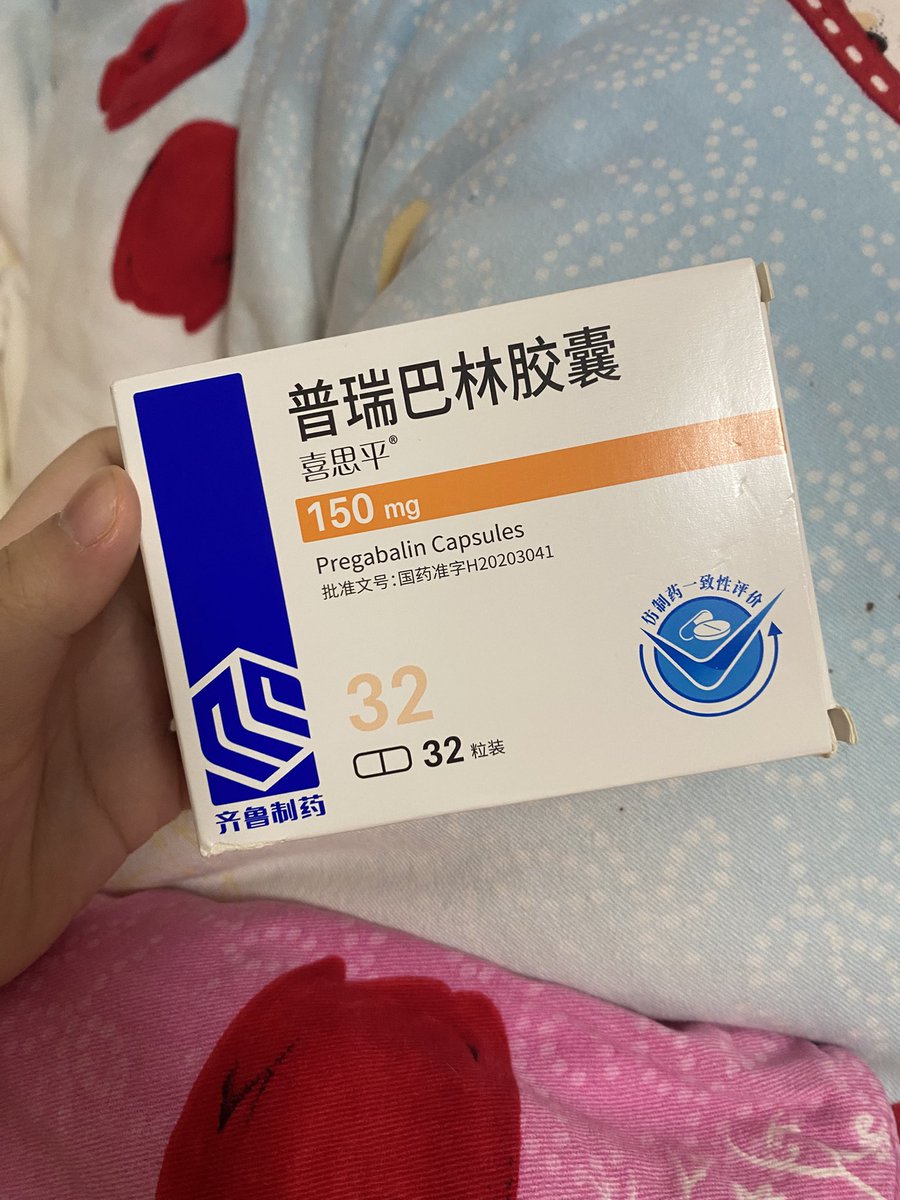 普瑞巴林胶囊
喜思平®
150 mg
Pregabalin Capsules
批准文号：国药准字H20203041
仿制药一致性评价
32
32 粒装
齐鲁制药